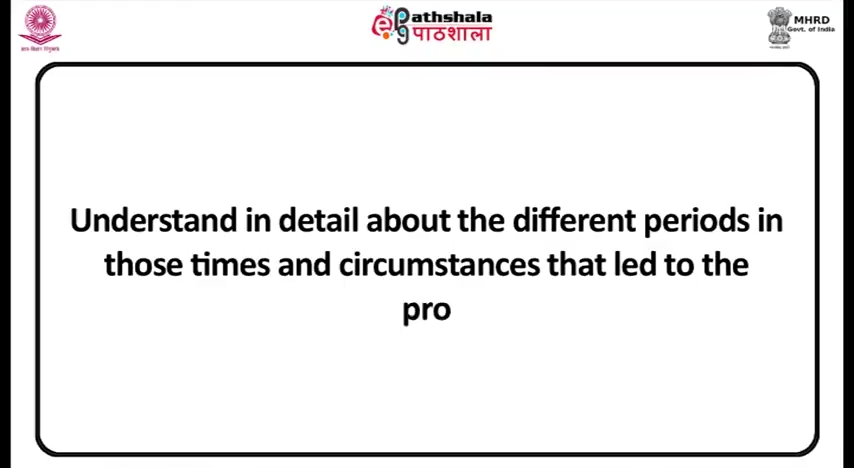 ePathshala
pg पाठशाला
MHRD
Govt. of India
Understand in detail about the different periods in
those times and circumstances that led to the
pro